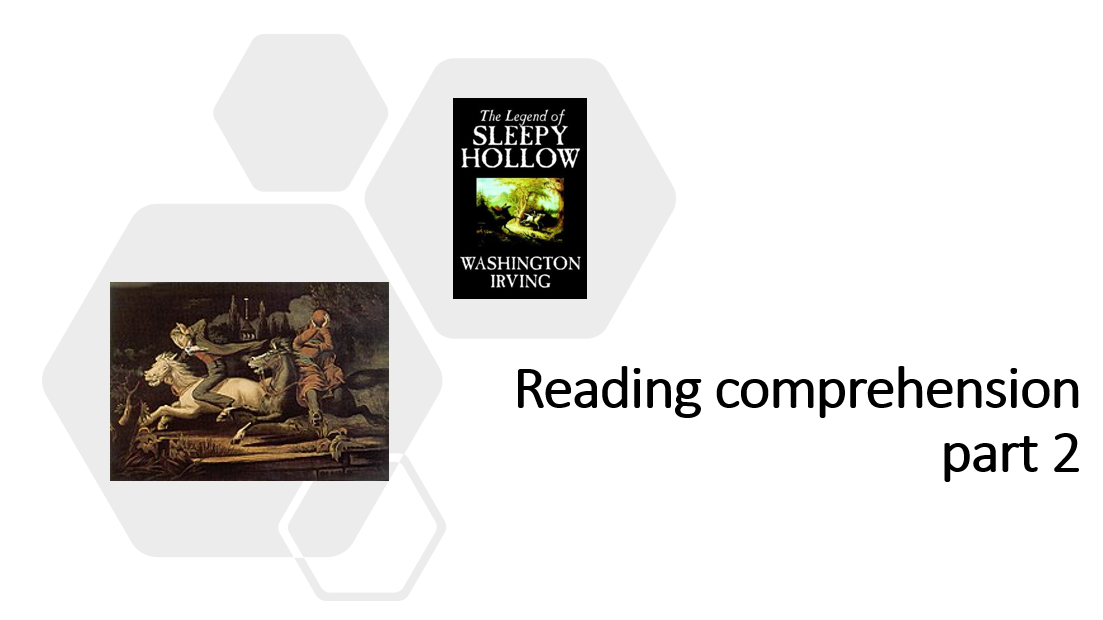 The Legend of
SLEEPY
HOLLOW
WASHINGTON
IRVING
Reading comprehension
part 2